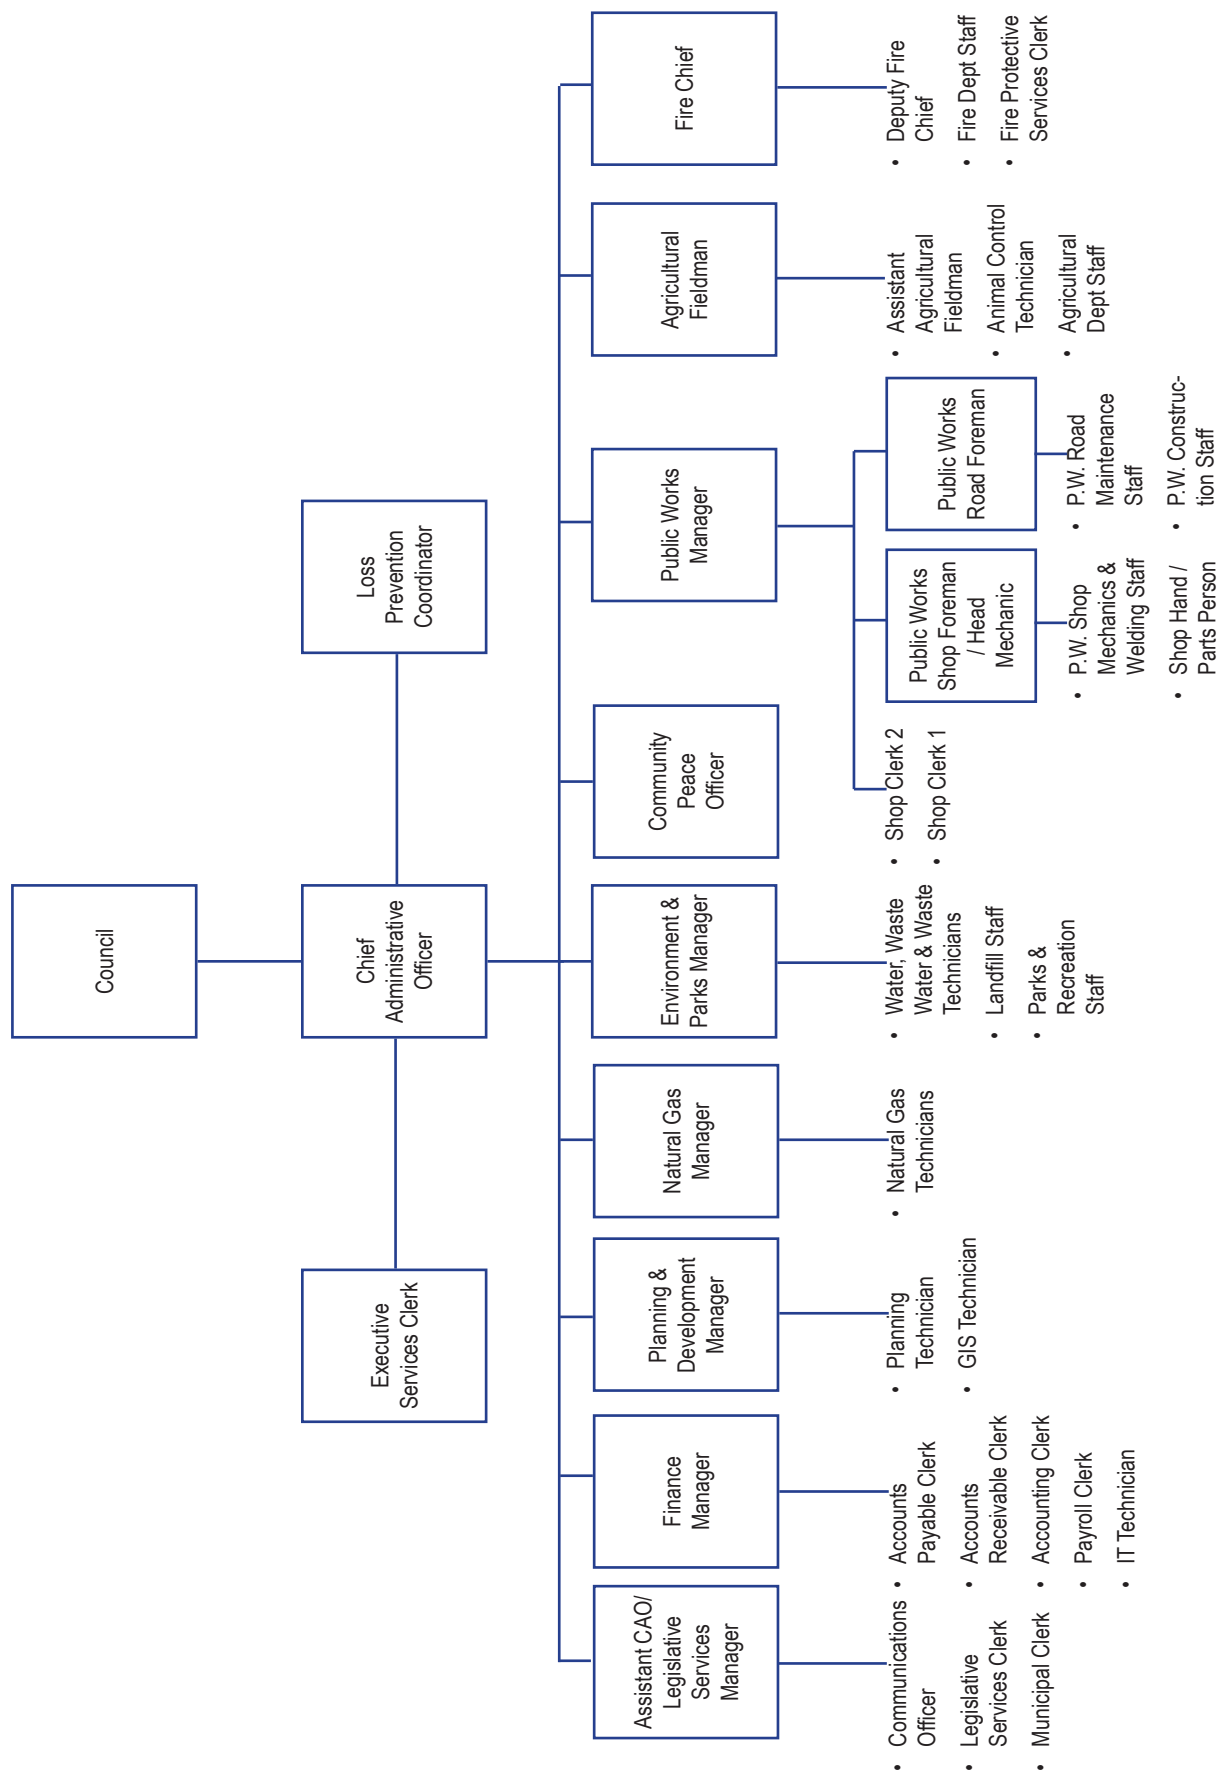 Council
Executive
Services Clerk
Chief
Administrative
Officer
Loss
Prevention
Coordinator
Assistant CAO/
Legislative
Services
Manager
Finance
Manager
Planning &
Development
Manager
Natural Gas
Manager
Environment &
Parks Manager
Community
Peace
Officer
Public Works
Manager
Agricultural
Fieldman
Fire Chief
• Communications
Officer
• Legislative
Services Clerk
• Municipal Clerk
• Accounts
Payable Clerk
• Accounts
Receivable Clerk
• Accounting Clerk
• Payroll Clerk
• IT Technician
• Planning
Technician
• GIS Technician
• Natural Gas
Technicians
• Water, Waste
Water & Waste
Technicians
• Landfill Staff
• Parks &
Recreation
Staff
• Shop Clerk 2
• Shop Clerk 1
Public Works
Shop Foreman
/ Head
Mechanic
• P.W. Shop
Mechanics &
Welding Staff
• Shop Hand /
Parts Person
Public Works
Road Foreman
• P.W. Road
Maintenance
Staff
• P.W. Construc-
tion Staff
• Assistant
Agricultural
Fieldman
• Animal Control
Technician
• Agricultural
Dept Staff
• Deputy Fire
Chief
• Fire Dept Staff
• Fire Protective
Services Clerk